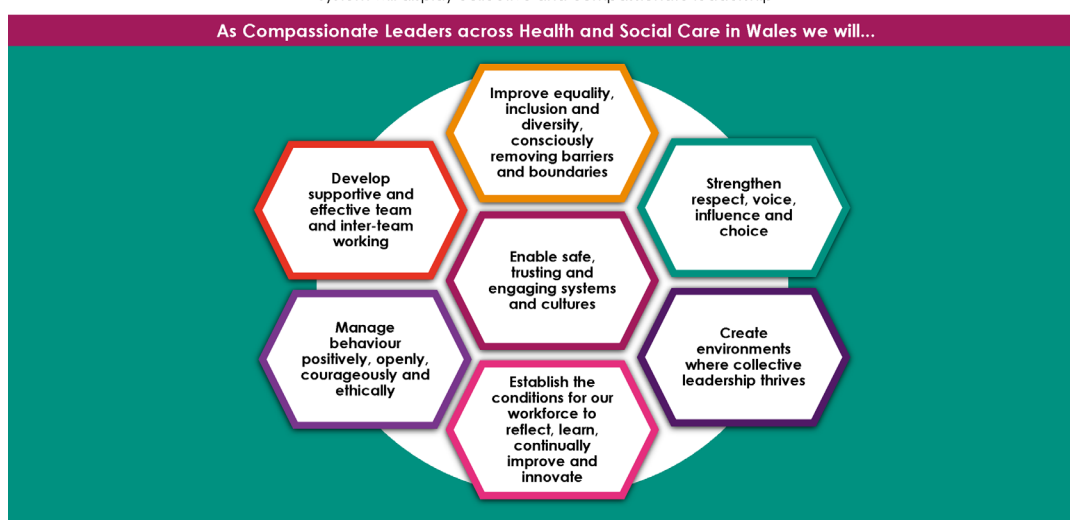 As Compassionate Leaders across Health and Social Care in Wales we will...
Improve equality,
inclusion and
diversity,
consciously
removing barriers
and boundaries
Develop
supportive and
effective team
and inter-team
working
Strengthen
respect, voice,
influence and
choice
Enable safe,
trusting and
engaging systems
and cultures
Manage
behaviour
positively, openly,
courageously and
ethically
Create
environments
where collective
leadership thrives
Establish the
conditions for our
workforce to
reflect, learn,
continually
improve and
innovate